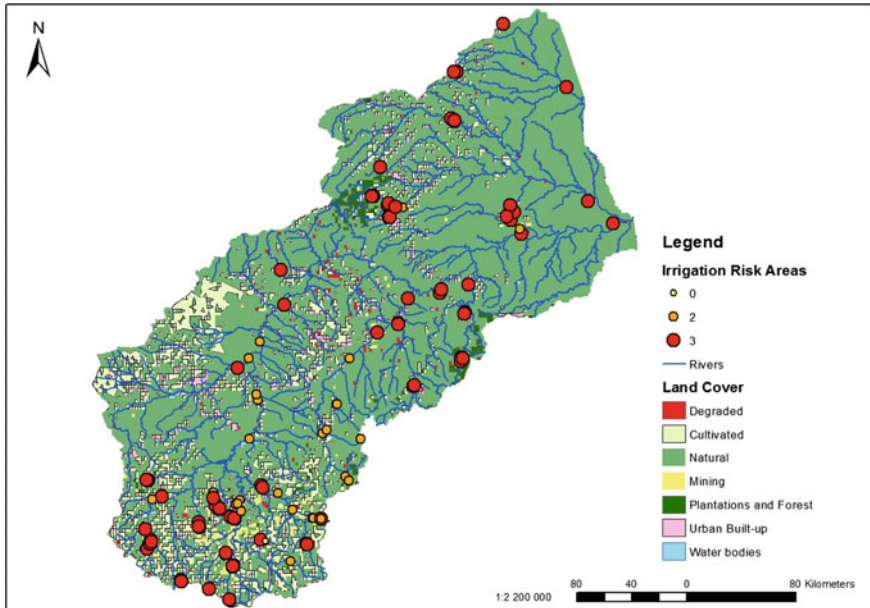 N
Legend
Irrigation Risk Areas
0
2
3
Rivers
Land Cover
Degraded
Cultivated
Natural
Mining
Plantations and Forest
Urban Built-up
Water bodies
1:2 200 000
80 40 0 80 Kilometers